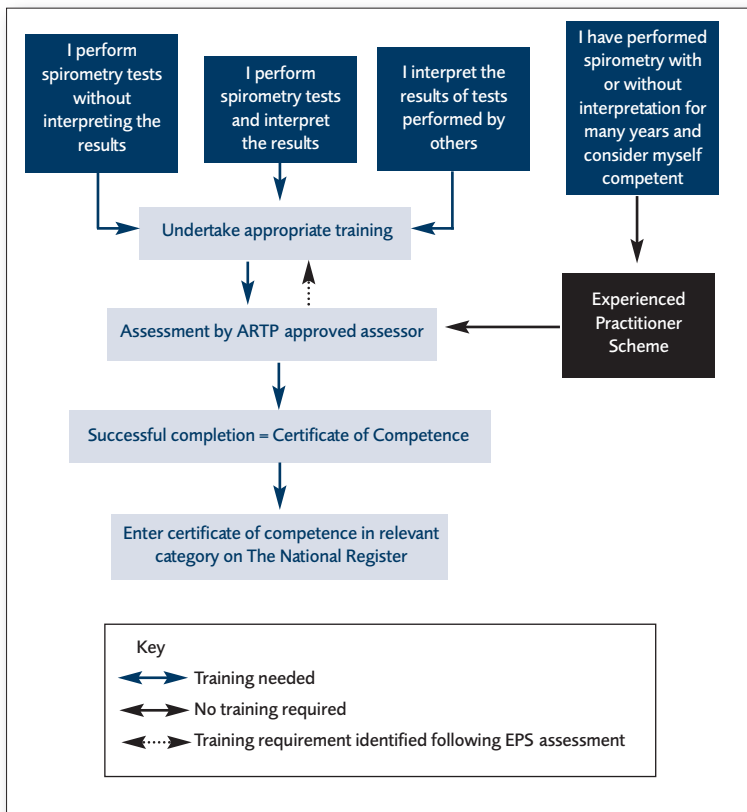 I
perform
spirometry tests
without
interpreting the
results
I perform
spirometry tests
and interpret
the results
I interpret the
results of tests
performed by
others
I have performed
spirometry with
or without
interpretation for
many years and
consider myself
competent
Undertake appropriate training
Assessment by ARTP approved assessor
Experienced
Practitioner
Scheme
Successful completion = Certificate of Competence
Enter certificate of competence in relevant
category on The National Register
Key
Training needed
No training required
Training requirement identified following EPS assessment